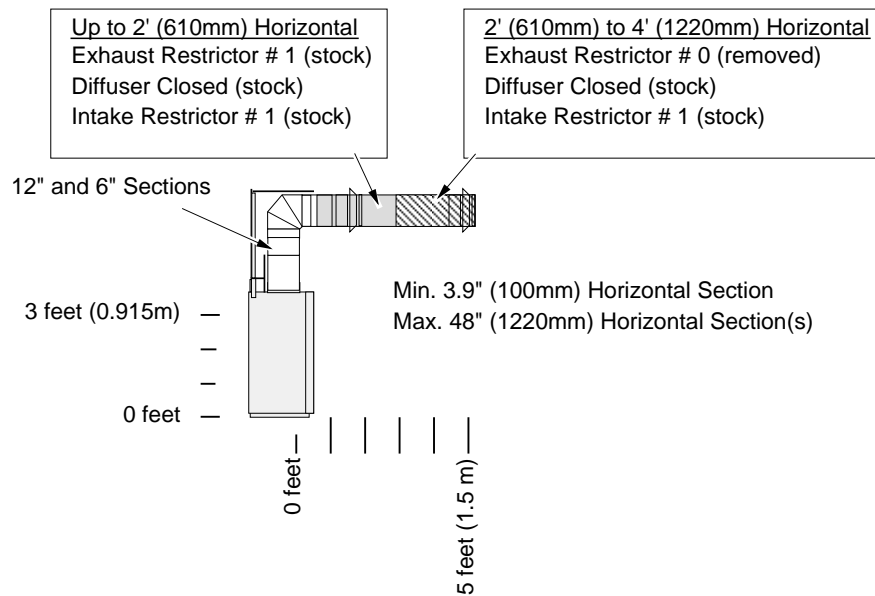 Up to 2' (610mm) Horizontal
Exhaust Restrictor # 1 (stock)
Diffuser Closed (stock)
Intake Restrictor # 1 (stock)
2' (610mm) to 4' (1220mm) Horizontal
Exhaust Restrictor # 0 (removed)
Diffuser Closed (stock)
Intake Restrictor # 1 (stock)
12" and 6" Sections
Min. 3.9" (100mm) Horizontal Section
Max. 48" (1220mm) Horizontal Section(s)
3 feet (0.915m)
0 feet
0 feet
5 feet (1.5 m)